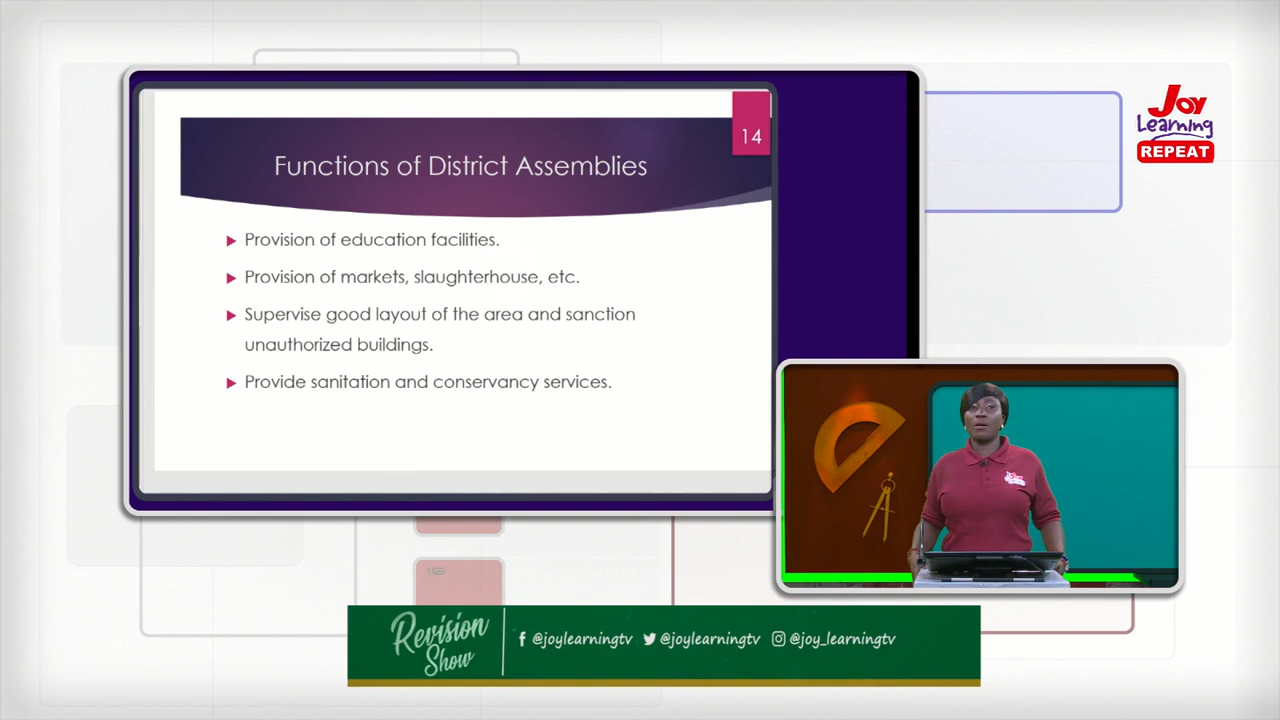 14
Functions of District Assemblies
Provision of education facilities.
Provision of markets, slaughterhouse, etc.
Supervise good layout of the area and sanction
unauthorized buildings.
Provide sanitation and conservancy services.
Joy
Learning
REPEAT
Revision
Show
@joylearningtv @joylearningtv @joy_learningtv